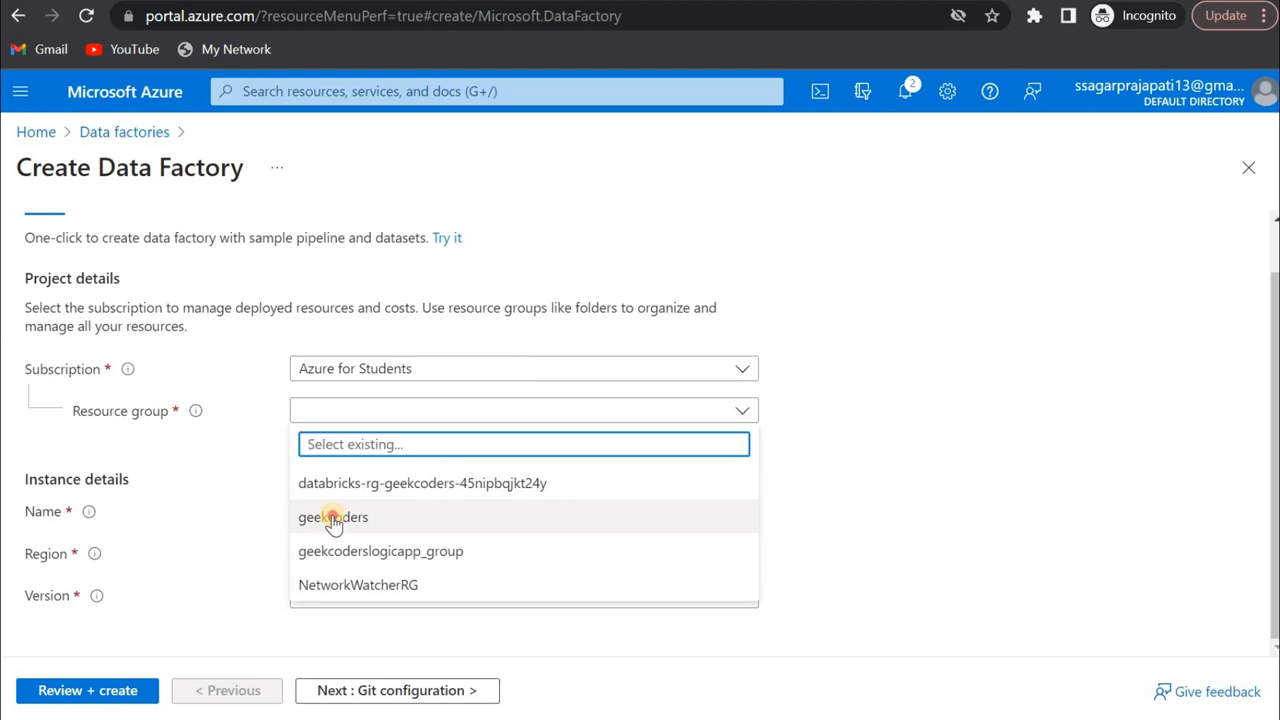 portal.azure.com/?resourceMenuPerf=true#create/Microsoft.DataFactory
Incognito
Update
Gmail
YouTube
My Network
Microsoft Azure
Search resources, services, and docs (G+/)
2
ssagarprajapati13@gma...
DEFAULT DIRECTORY
Home > Data factories >
Create Data Factory ...
One-click to create data factory with sample pipeline and datasets. Try it
Project details
Select the subscription to manage deployed resources and costs. Use resource groups like folders to organize and
manage all your resources.
Subscription *
Azure for Students
Resource group *
Select existing...
databricks-rg-geekcoders-45nipbqjkt24y
geekcoders
geekcoderslogicapp_group
NetworkWatcherRG
Instance details
Name *
Region *
Version *
Review + create
< Previous
Next : Git configuration >
Give feedback